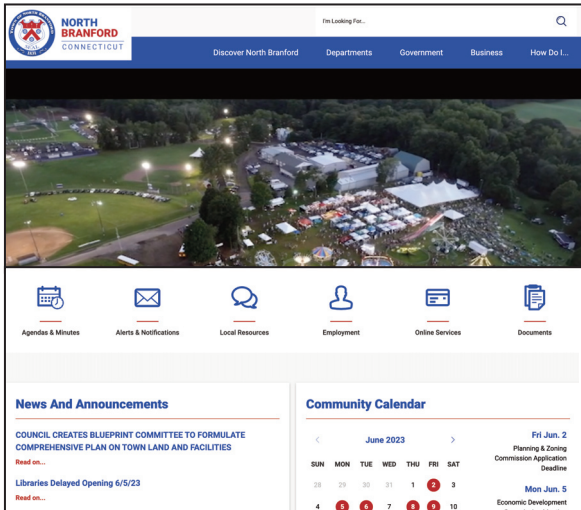 NORTH
BRANFORD
CONNECTICUT
I'm Looking For...
Discover North Branford Departments Government Business How Do I...
Agendas & Minutes Alerts & Notifications Local Resources Employment Online Services Documents
News And Announcements
COUNCIL CREATES BLUEPRINT COMMITTEE TO FORMULATE
COMPREHENSIVE PLAN ON TOWN LAND AND FACILITIES
Read on...
Libraries Delayed Opening 6/5/23
Read on...
Community Calendar
< June 2023 >
SUN MON TUE WED THU FRI SAT
28 29 30 31 1 2 3
4 5 6 7 8 9 10
Fri Jun. 2
Planning & Zoning
Commission Application
Deadline
Mon Jun. 5
Economic Development